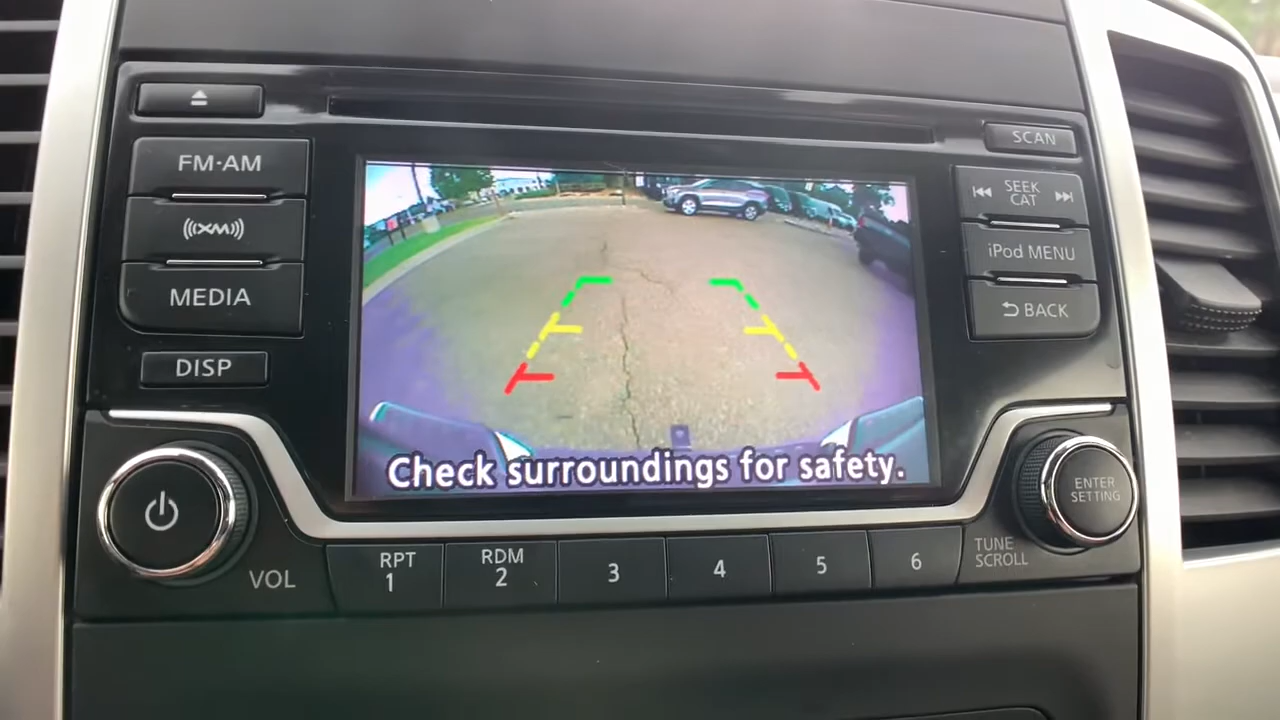 SCAN
FM·AM
SEEK
CAT
XM
iPod MENU
MEDIA
BACK
DISP
Check surroundings for safety.
ENTER
SETTING
VOL
RPT
1
RDM
2
3
4
5
6
TUNE
SCROLL